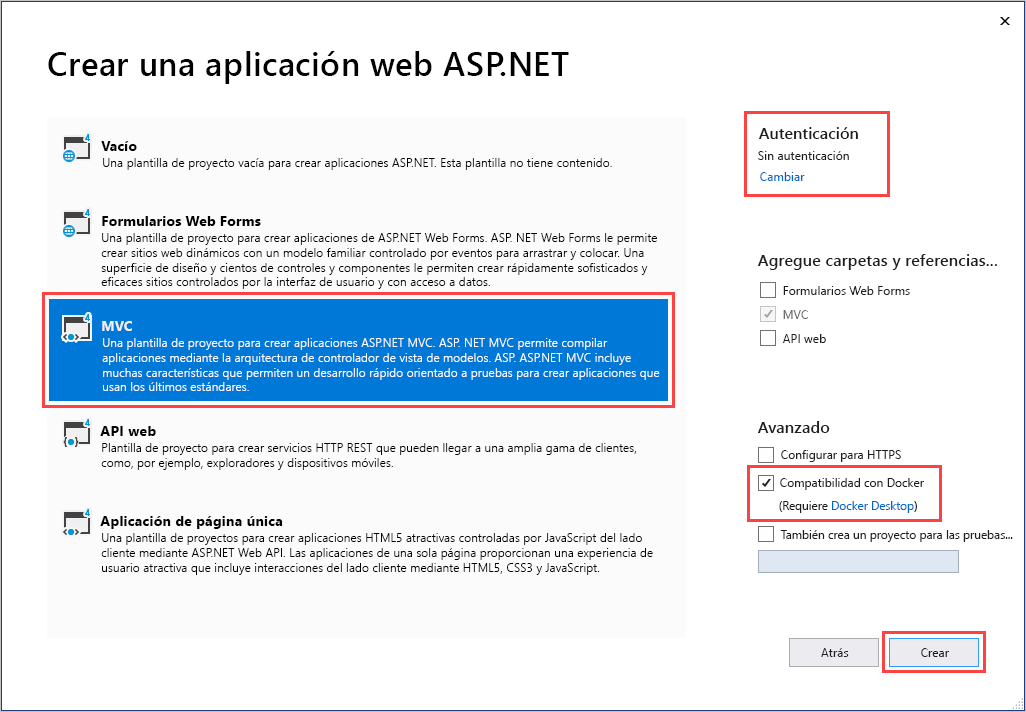 Crear una aplicación web ASP.NET
Vacío
Una plantilla de proyecto vacía para crear aplicaciones ASP.NET. Esta plantilla no tiene contenido.
Formularios Web Forms
Una plantilla de proyecto para crear aplicaciones de ASP.NET Web Forms. ASP. NET Web Forms le permite
crear sitios web dinámicos con un modelo familiar controlado por eventos para arrastrar y colocar. Una
superficie de diseño y cientos de controles y componentes le permiten crear rápidamente sofisticados y
eficaces sitios controlados por la interfaz de usuario y con acceso a datos.
MVC
Una plantilla de proyecto para crear aplicaciones ASP.NET MVC. ASP. NET MVC permite compilar
aplicaciones mediante la arquitectura de controlador de vista de modelos. ASP. ASP.NET MVC incluye
muchas características que permiten un desarrollo rápido orientado a pruebas para crear aplicaciones que
usan los últimos estándares.
API web
Plantilla de proyecto para crear servicios HTTP REST que pueden llegar a una amplia gama de clientes,
como, por ejemplo, exploradores y dispositivos móviles.
Aplicación de página única
Una plantilla de proyectos para crear aplicaciones HTML5 atractivas controladas por JavaScript del lado
cliente mediante ASP.NET Web API. Las aplicaciones de una sola página proporcionan una experiencia de
usuario atractiva que incluye interacciones del lado cliente mediante HTML5, CSS3 y JavaScript.
Autenticación
Sin autenticación
Cambiar
Agregue carpetas y referencias...
Formularios Web Forms
MVC
API web
Avanzado
Configurar para HTTPS
Compatibilidad con Docker
(Requiere Docker Desktop)
También crea un proyecto para las pruebas...
Atrás
Crear